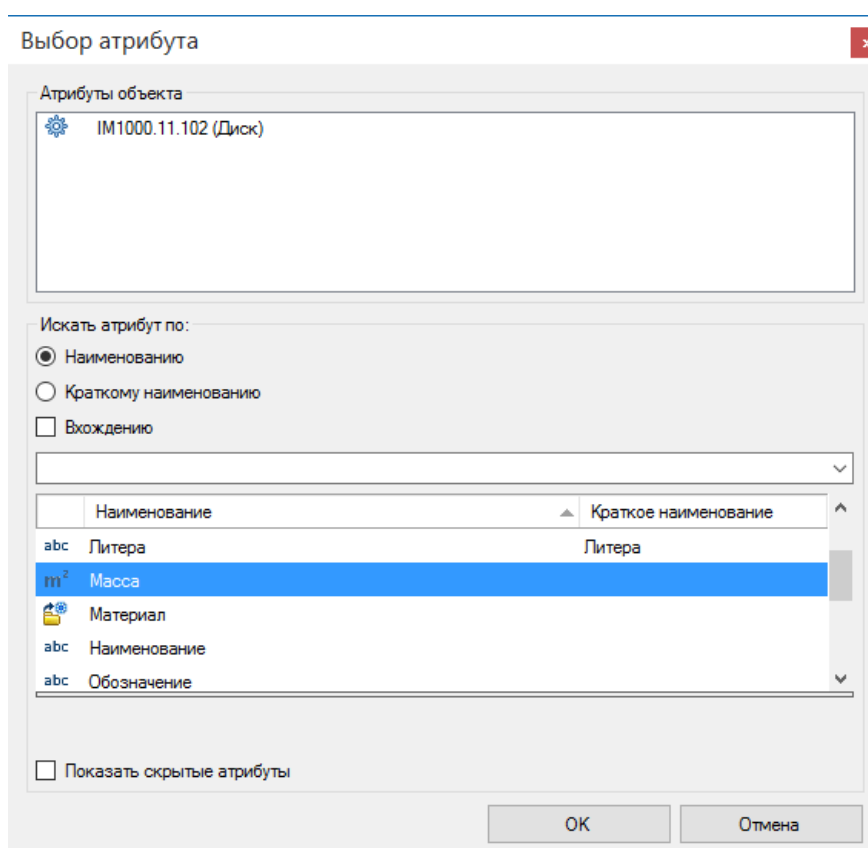 Выбор атрибута
Атрибуты объекта
IM1000.11.102 (Диск)
Искать атрибут по:
Наименованию
Краткому наименованию
Вхождению
Наименование Краткое наименование
abc Литера Литера
m² Масса
Материал
abc Наименование
abc Обозначение
Показать скрытые атрибуты
OK Отмена